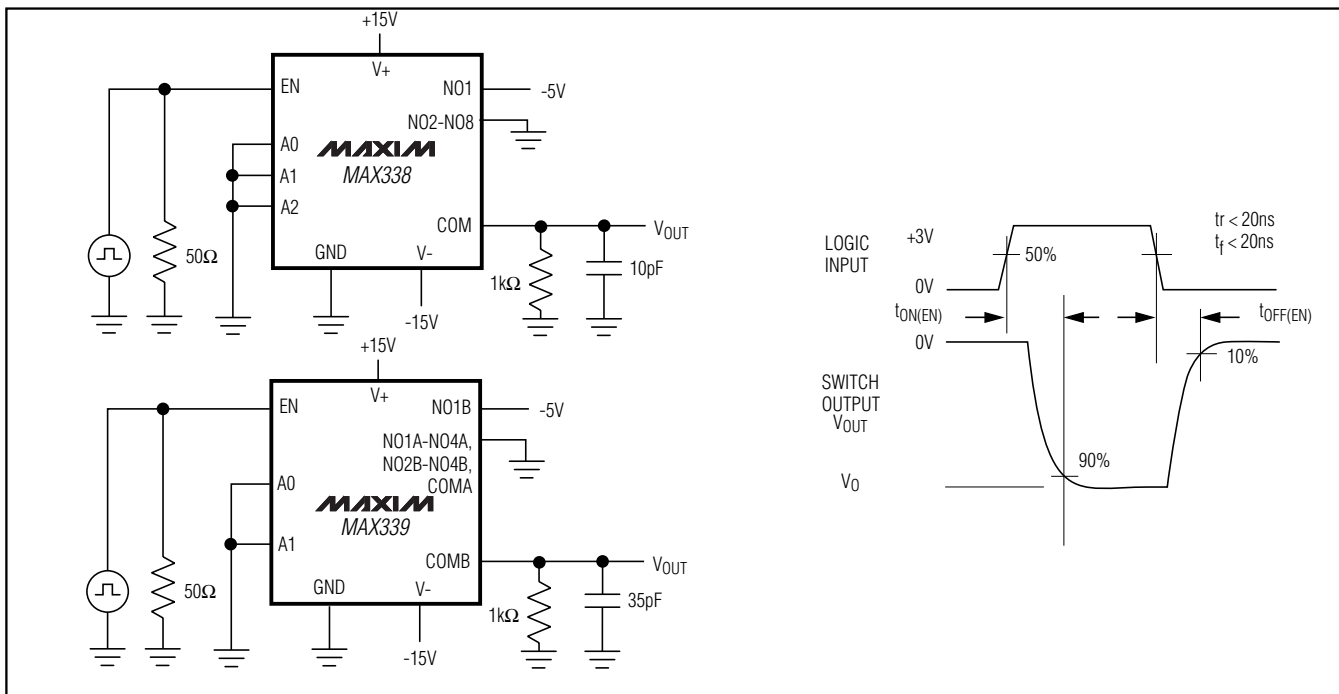 +15V
V+
EN
NO1
-5V
NO2-NO8
A0
MAXIM
MAX338
A1
A2
COM
VOUT
50Ω
GND
V-
1kΩ
10pF
-15V
+15V
V+
EN
NO1B
-5V
NO1A-NO4A,
NO2B-NO4B,
COMA
A0
MAXIM
MAX339
A1
COMB
VOUT
50Ω
GND
V-
1kΩ
35pF
-15V
LOGIC
INPUT
+3V
50%
tr < 20ns
tf < 20ns
0V
tON(EN)
tOFF(EN)
0V
10%
SWITCH
OUTPUT
VOUT
90%
VO